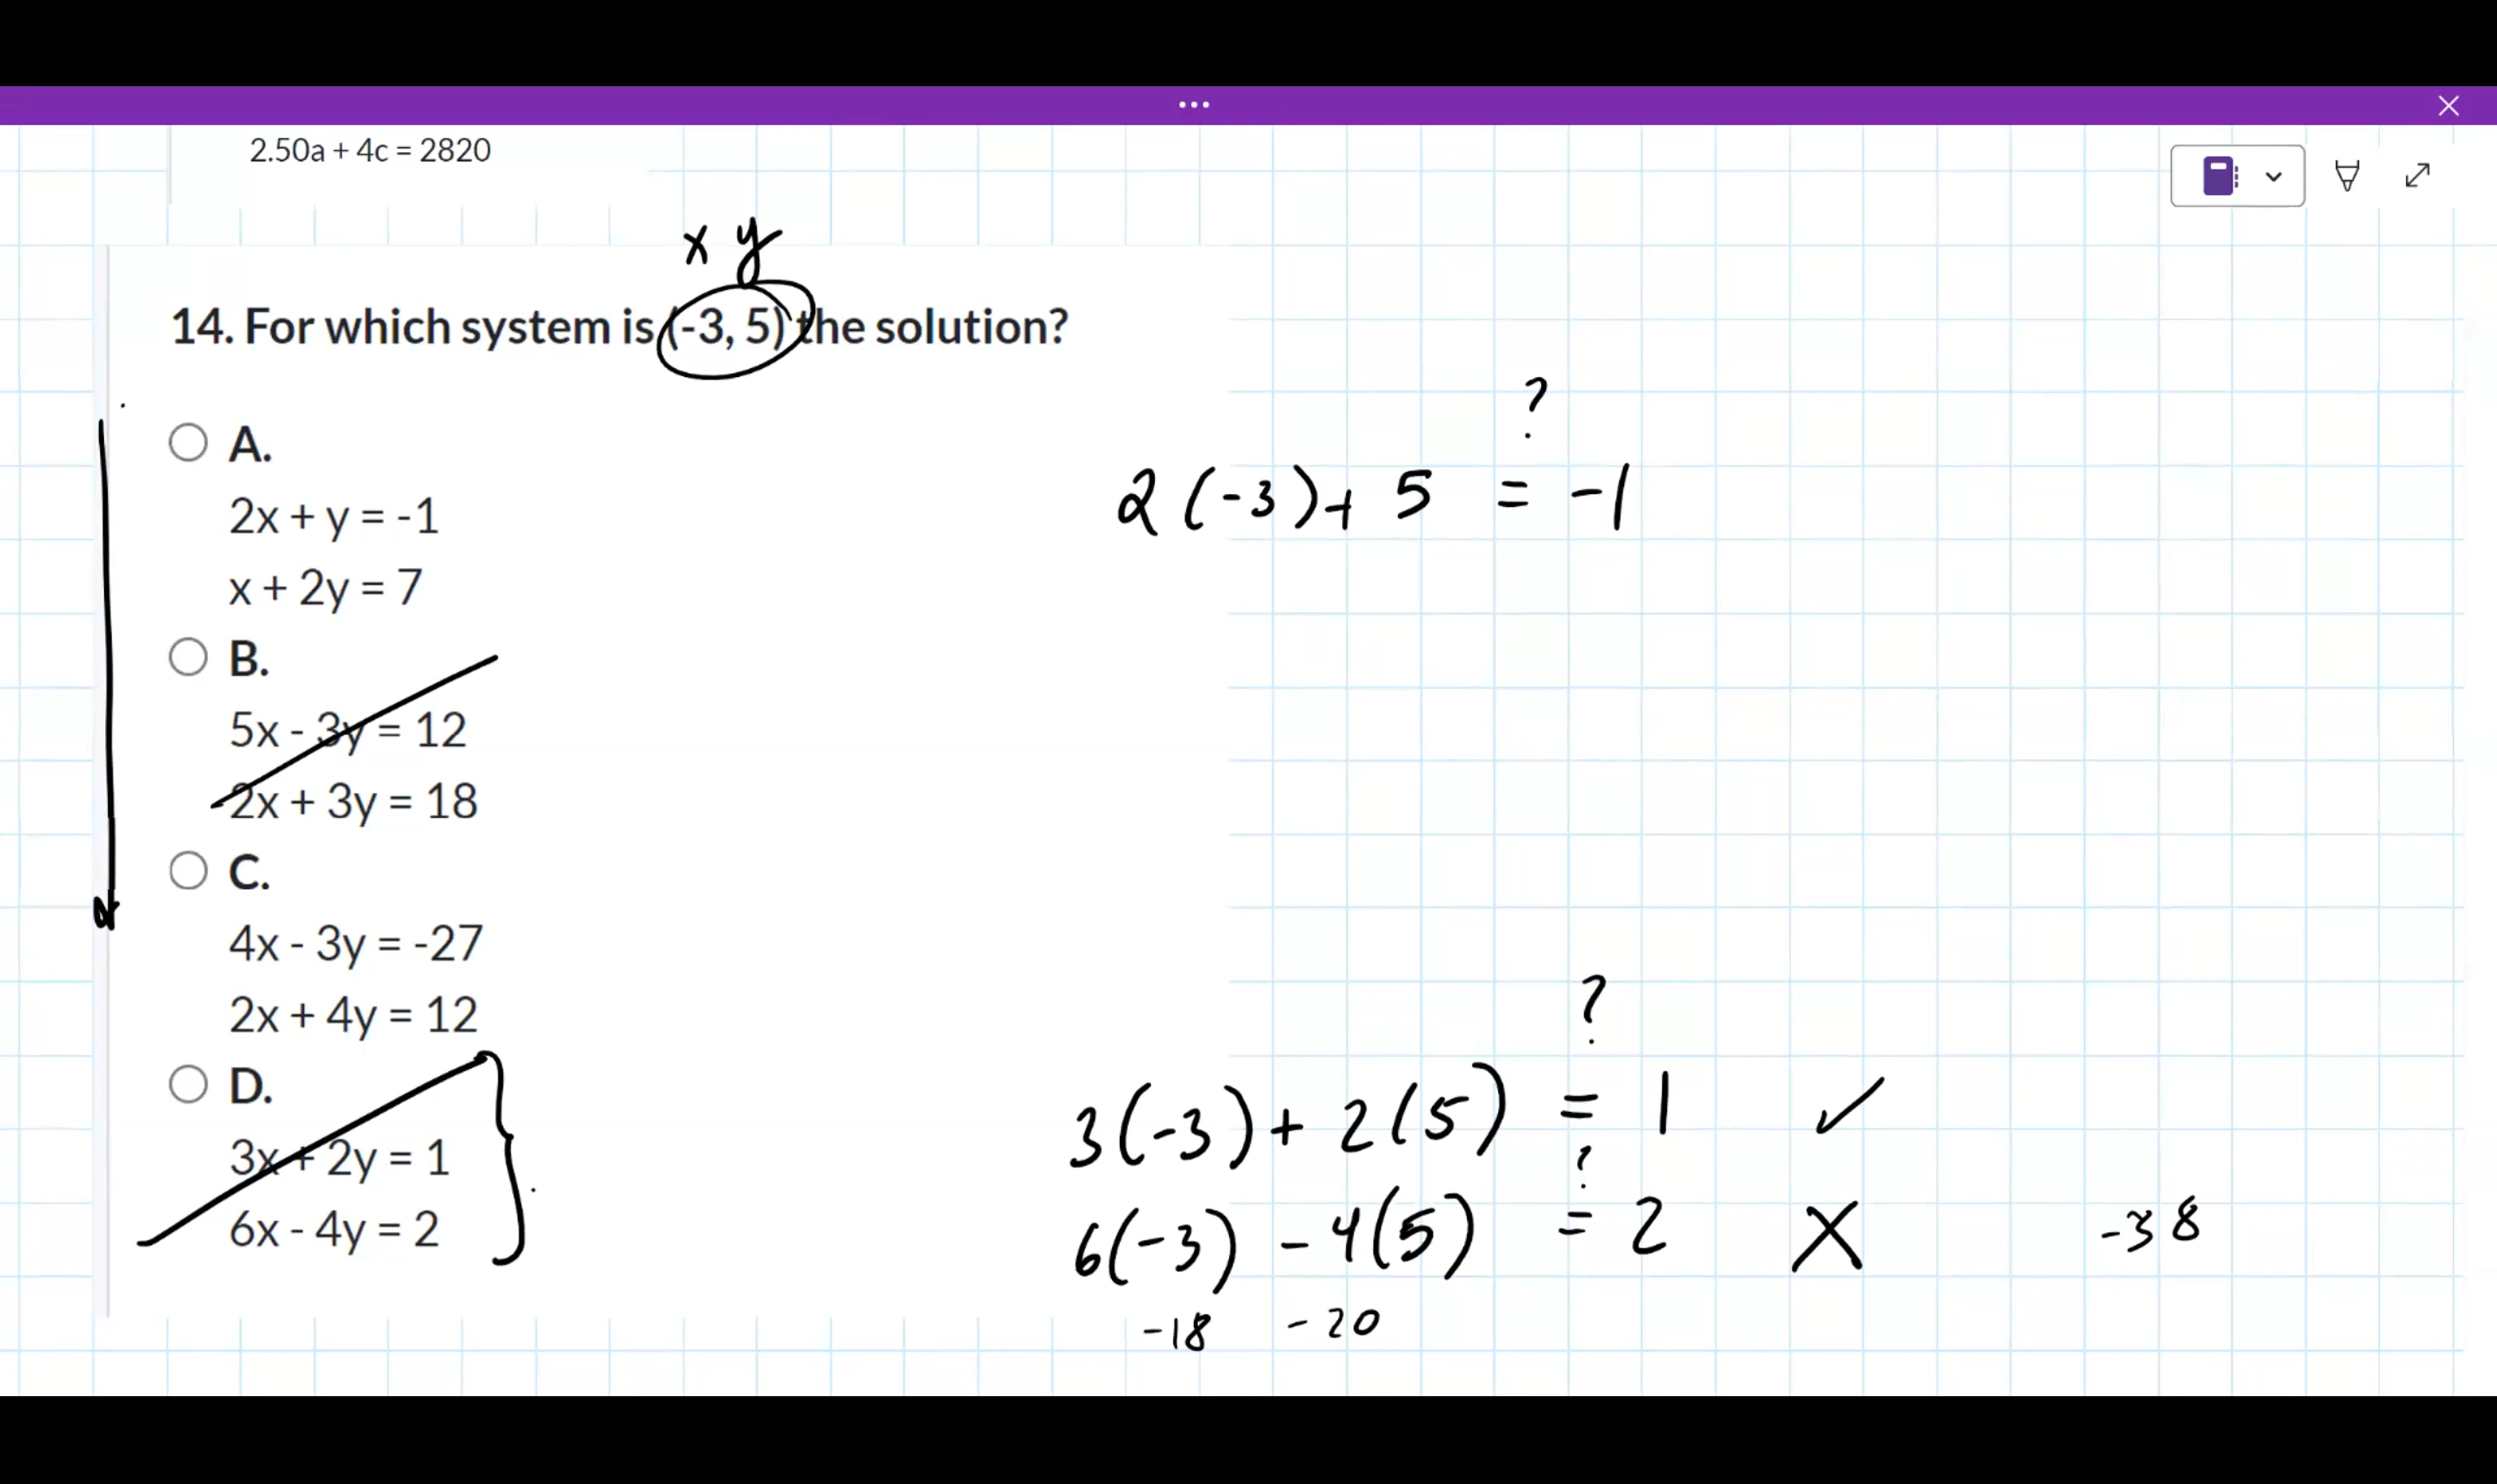 2.50a + 4c = 2820
x y
14. For which system is (-3, 5) the solution?
A.
2x + y = -1
x + 2y = 7
B.
5x - 3y = 12
2x + 3y = 18
C.
4x - 3y = -27
2x + 4y = 12
D.
3x + 2y = 1
6x - 4y = 2
?
2(-3) + 5 = -1
?
3(-3) + 2(5) = 1 ✓
?
6(-3) - 4(5) = 2 X -38
-18 -20